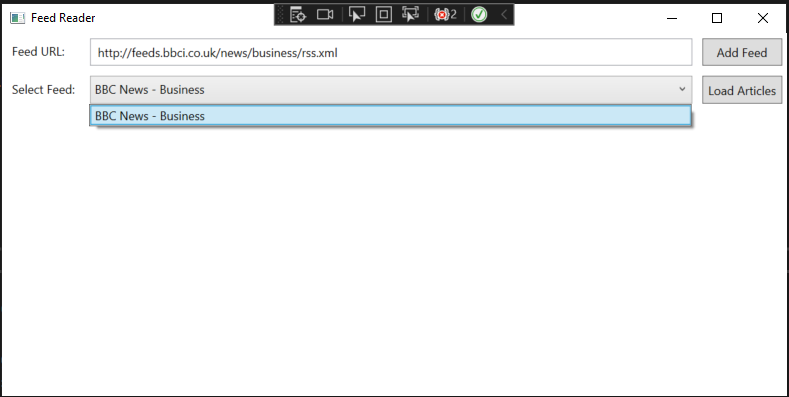 Feed Reader
2
Feed URL:
http://feeds.bbci.co.uk/news/business/rss.xml
Add Feed
Select Feed:
BBC News - Business
Load Articles
BBC News - Business